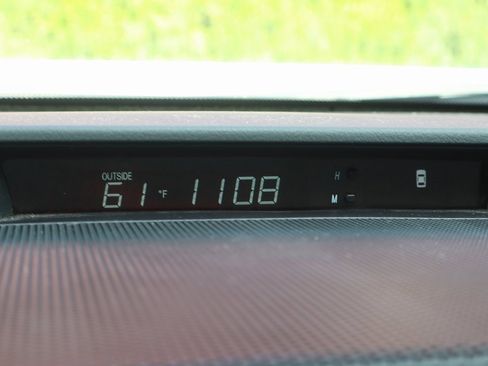 OUTSIDE H
61 °F 1108 M